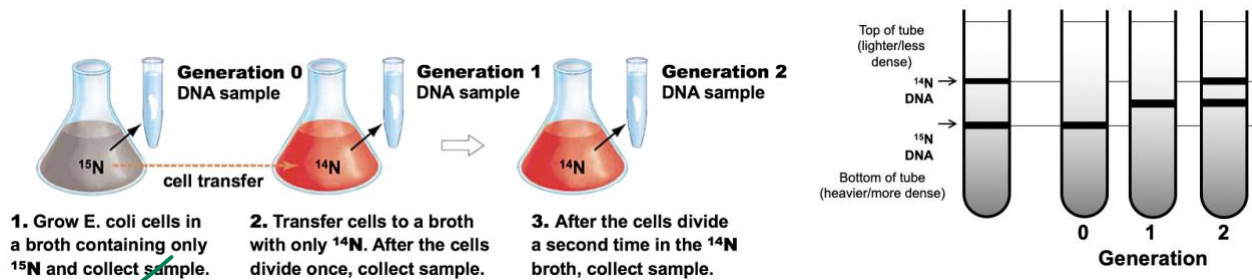 Generation 0
DNA sample
Generation 1
DNA sample
Generation 2
DNA sample
15N
cell transfer
14N
14N
1. Grow E. coli cells in
a broth containing only
15N and collect sample.
2. Transfer cells to a broth
with only 14N. After the cells
divide once, collect sample.
3. After the cells divide
a second time in the 14N
broth, collect sample.
Top of tube
(lighter/less
dense)
14N
DNA
15N
DNA
Bottom of tube
(heavier/more dense)
0 1 2
Generation